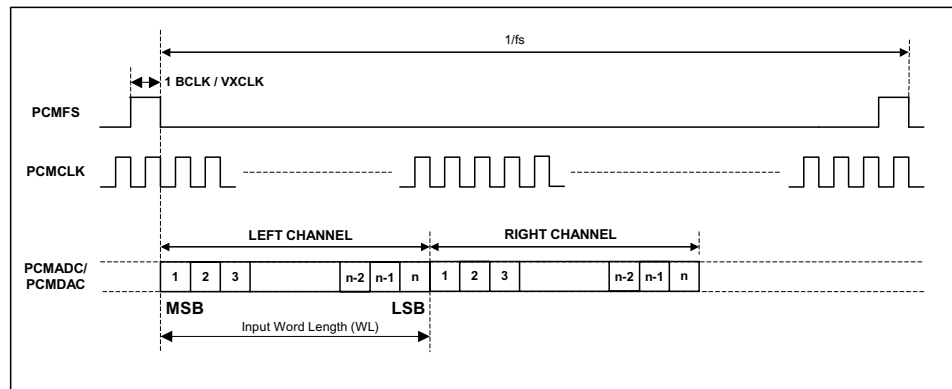 1/fs
1 BCLK / VXCLK
PCMFS
PCMCLK
LEFT CHANNEL RIGHT CHANNEL
PCMADC/
PCMDAC
1 2 3 n-2 n-1 n 1 2 3 n-2 n-1 n
MSB LSB
Input Word Length (WL)